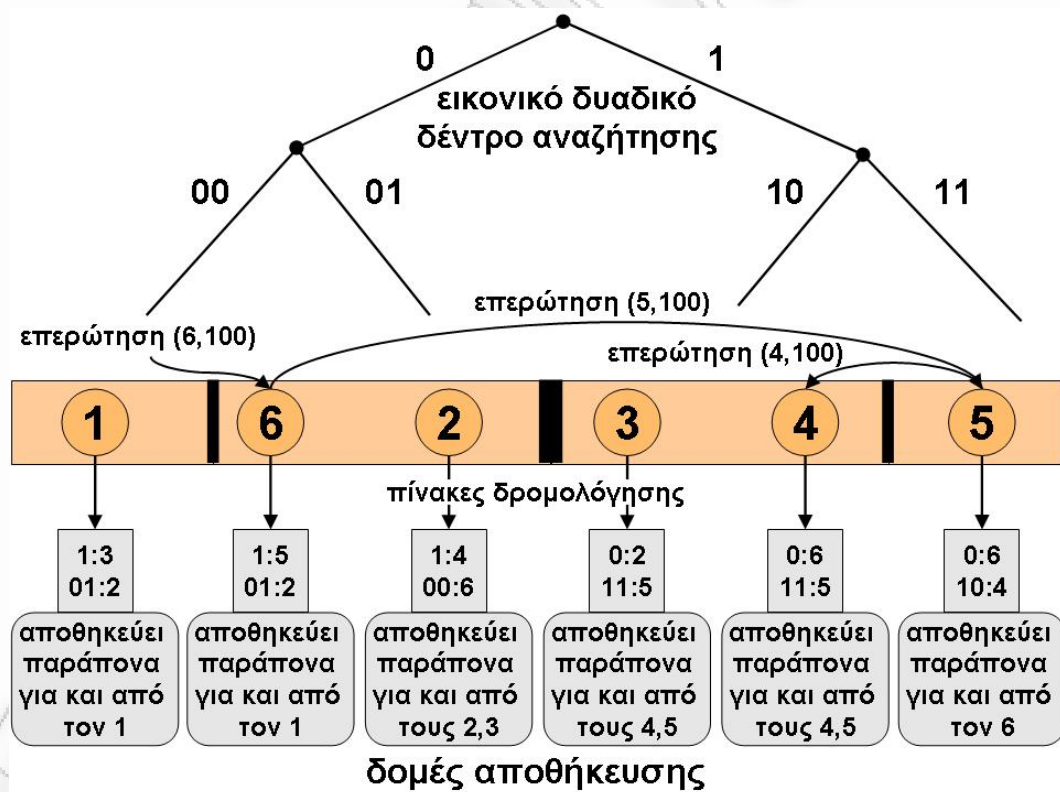 0
1
εικονικό δυαδικό
δέντρο αναζήτησης
00
01
10
11
επερώτηση (6,100)
επερώτηση (5,100)
επερώτηση (4,100)
1 6 2 3 4 5
πίνακες δρομολόγησης
1:3
01:2
1:5
01:2
1:4
00:6
0:2
11:5
0:6
11:5
0:6
10:4
αποθηκεύει
παράπονα
για και από
τον 1
αποθηκεύει
παράπονα
για και από
τον 1
αποθηκεύει
παράπονα
για και από
τους 2,3
αποθηκεύει
παράπονα
για και από
τους 4,5
αποθηκεύει
παράπονα
για και από
τους 4,5
αποθηκεύει
παράπονα
για και από
τον 6
δομές αποθήκευσης